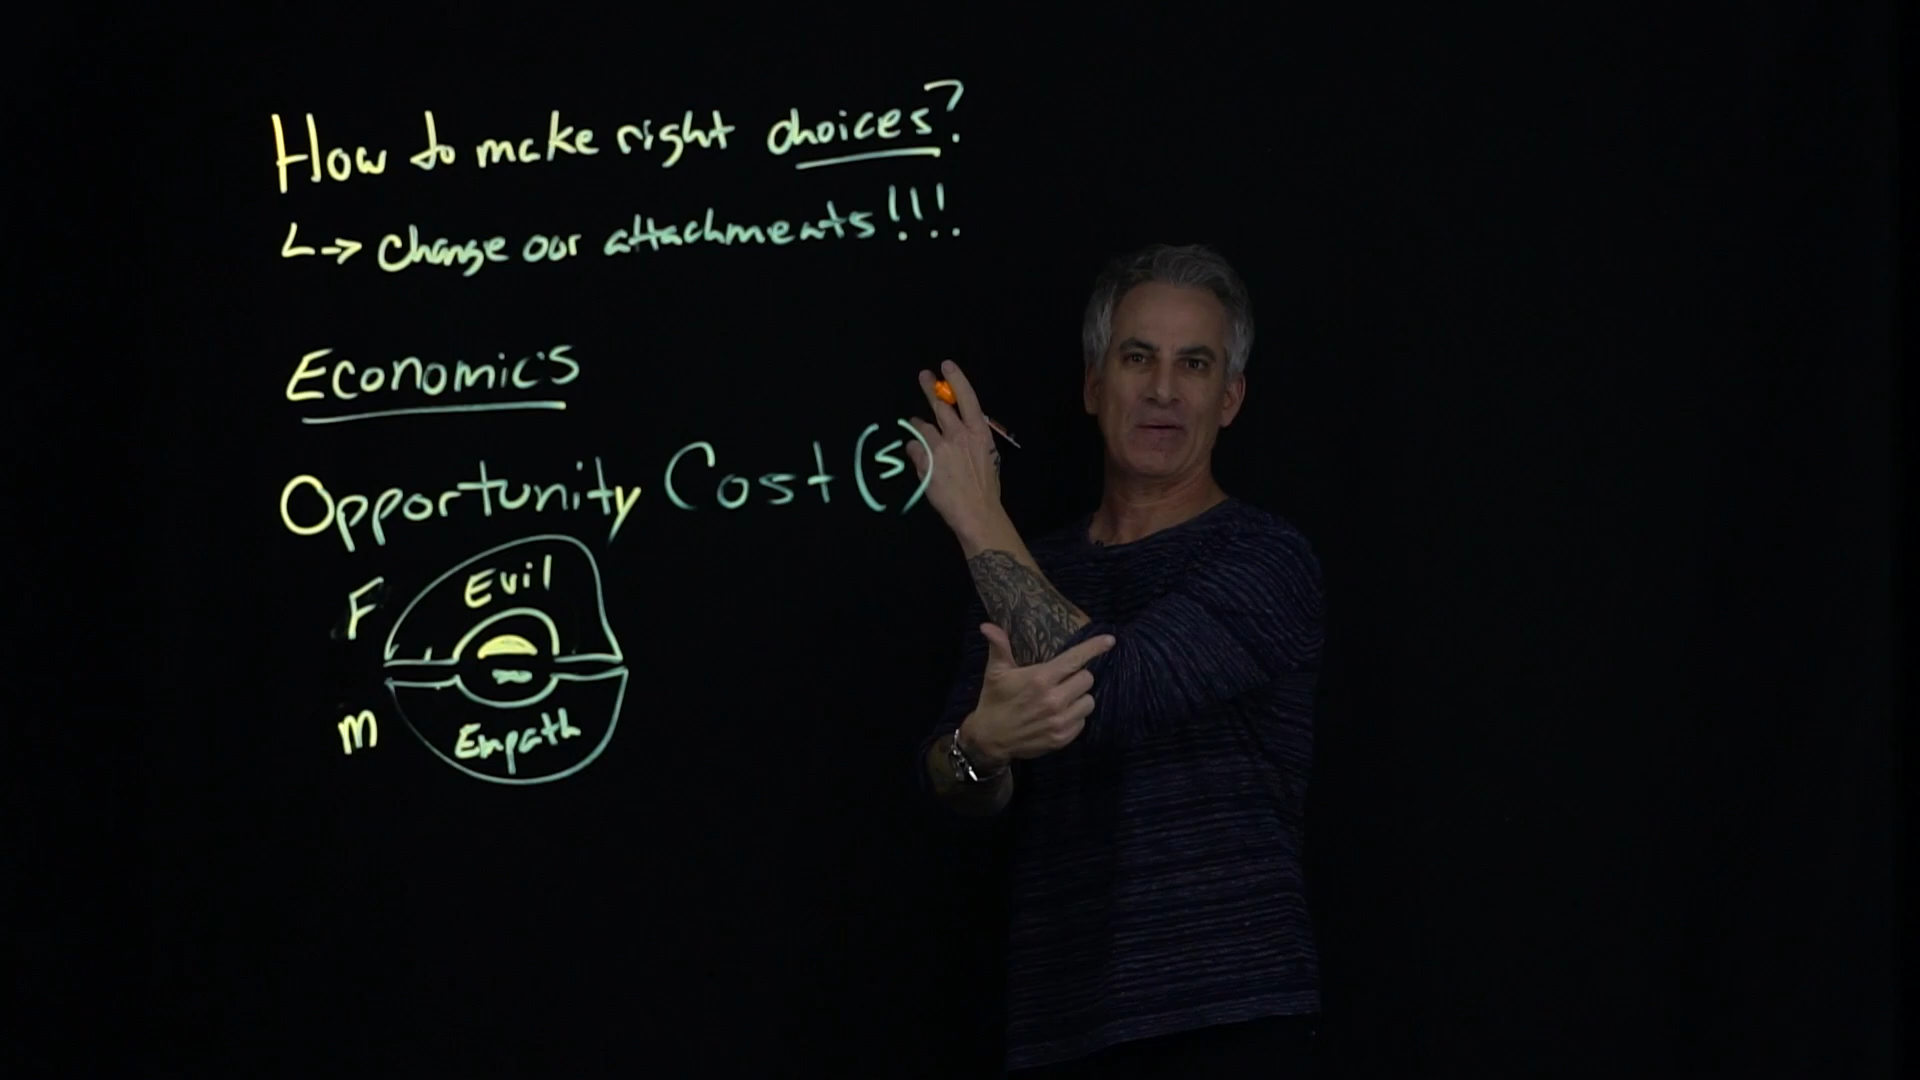 How to make right choices?
↳ change our attachments!!!
Economics
Opportunity Cost(s)
F
Evil
M
Empath